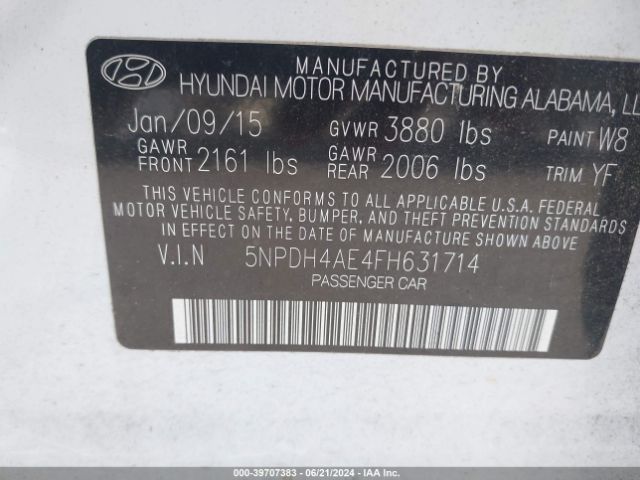 MANUFACTURED BY
HYUNDAI MOTOR MANUFACTURING ALABAMA,
Jan/09/15 GVWR 3880 lbs PAINT W8
GAWR FRONT 2161 lbs GAWR REAR 2006 lbs TRIM YF
THIS VEHICLE CONFORMS TO ALL APPLICABLE U.S.A. FEDERAL
MOTOR VEHICLE SAFETY, BUMPER, AND THEFT PREVENTION STANDARDS
IN EFFECT ON THE DATE OF MANUFACTURE SHOWN ABOVE.
V.I.N 5NPDH4AE4FH631714
PASSENGER CAR
© WWW.IAAI.COM 39707383 - 06/21/2024 - IAA Inc.